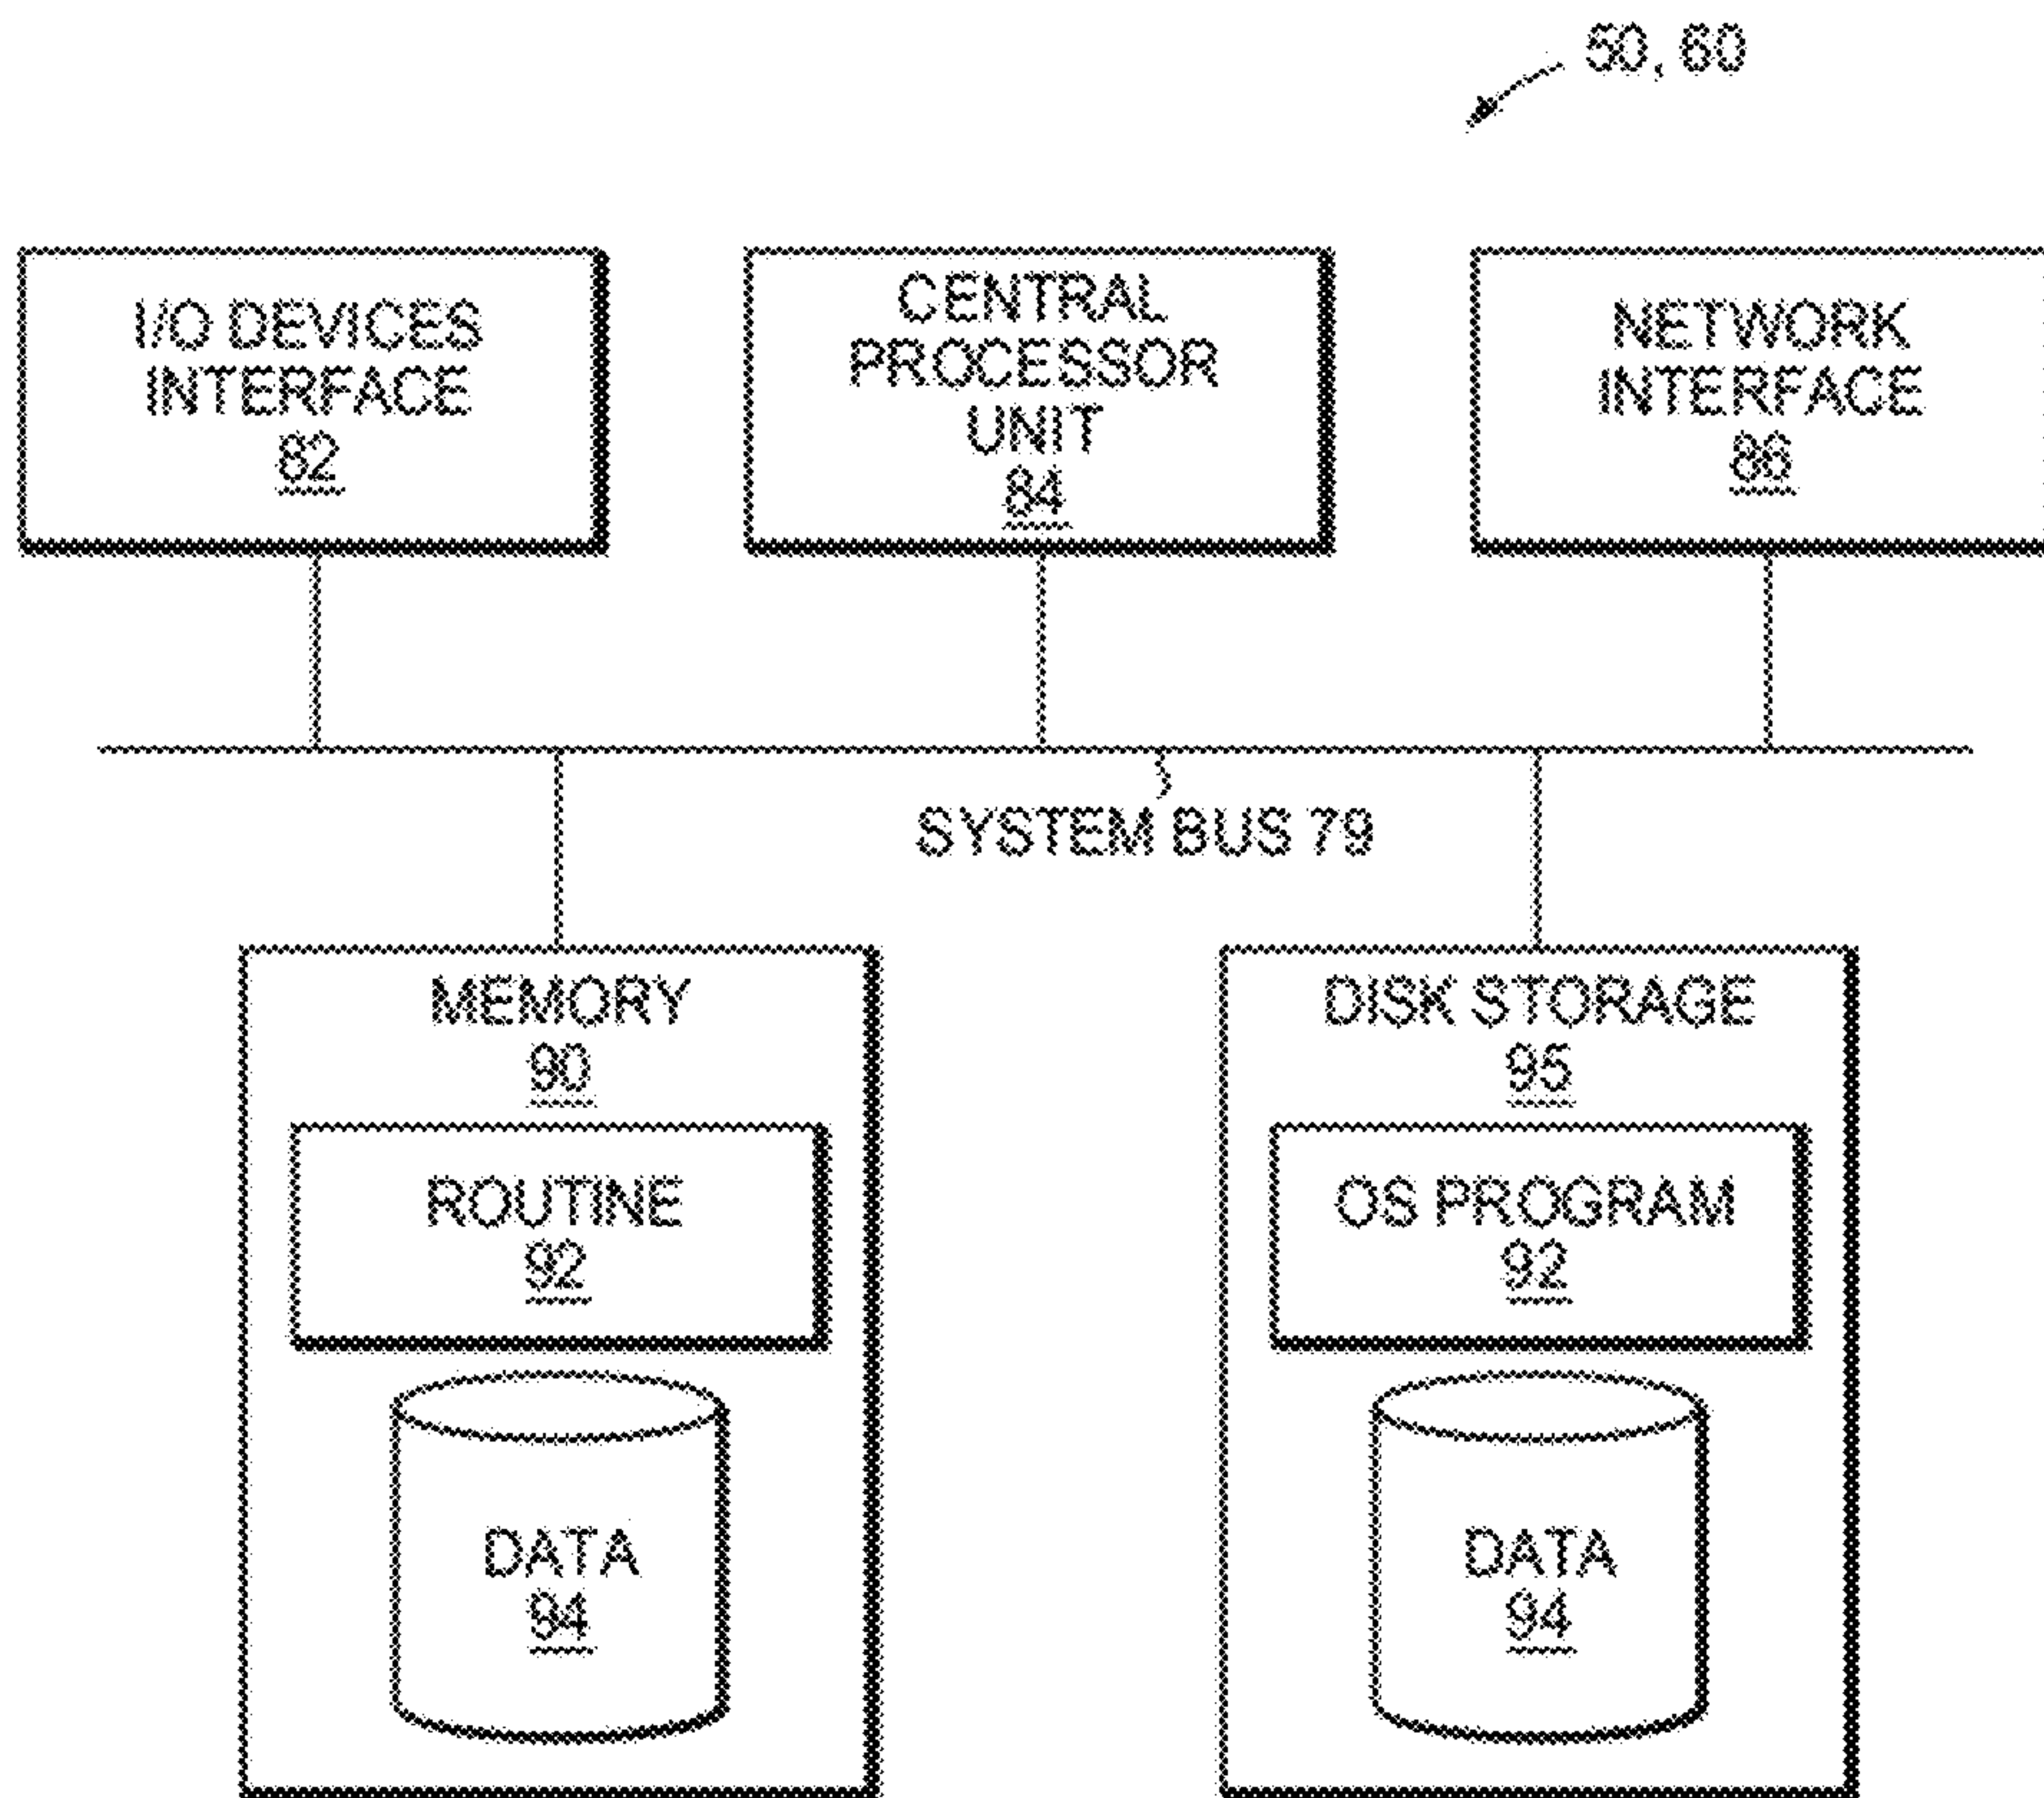 50, 60
I/O DEVICES
INTERFACE
82
CENTRAL
PROCESSOR
UNIT
84
NETWORK
INTERFACE
86
SYSTEM BUS 79
MEMORY
90
ROUTINE
92
DATA
94
DISK STORAGE
95
OS PROGRAM
92
DATA
94